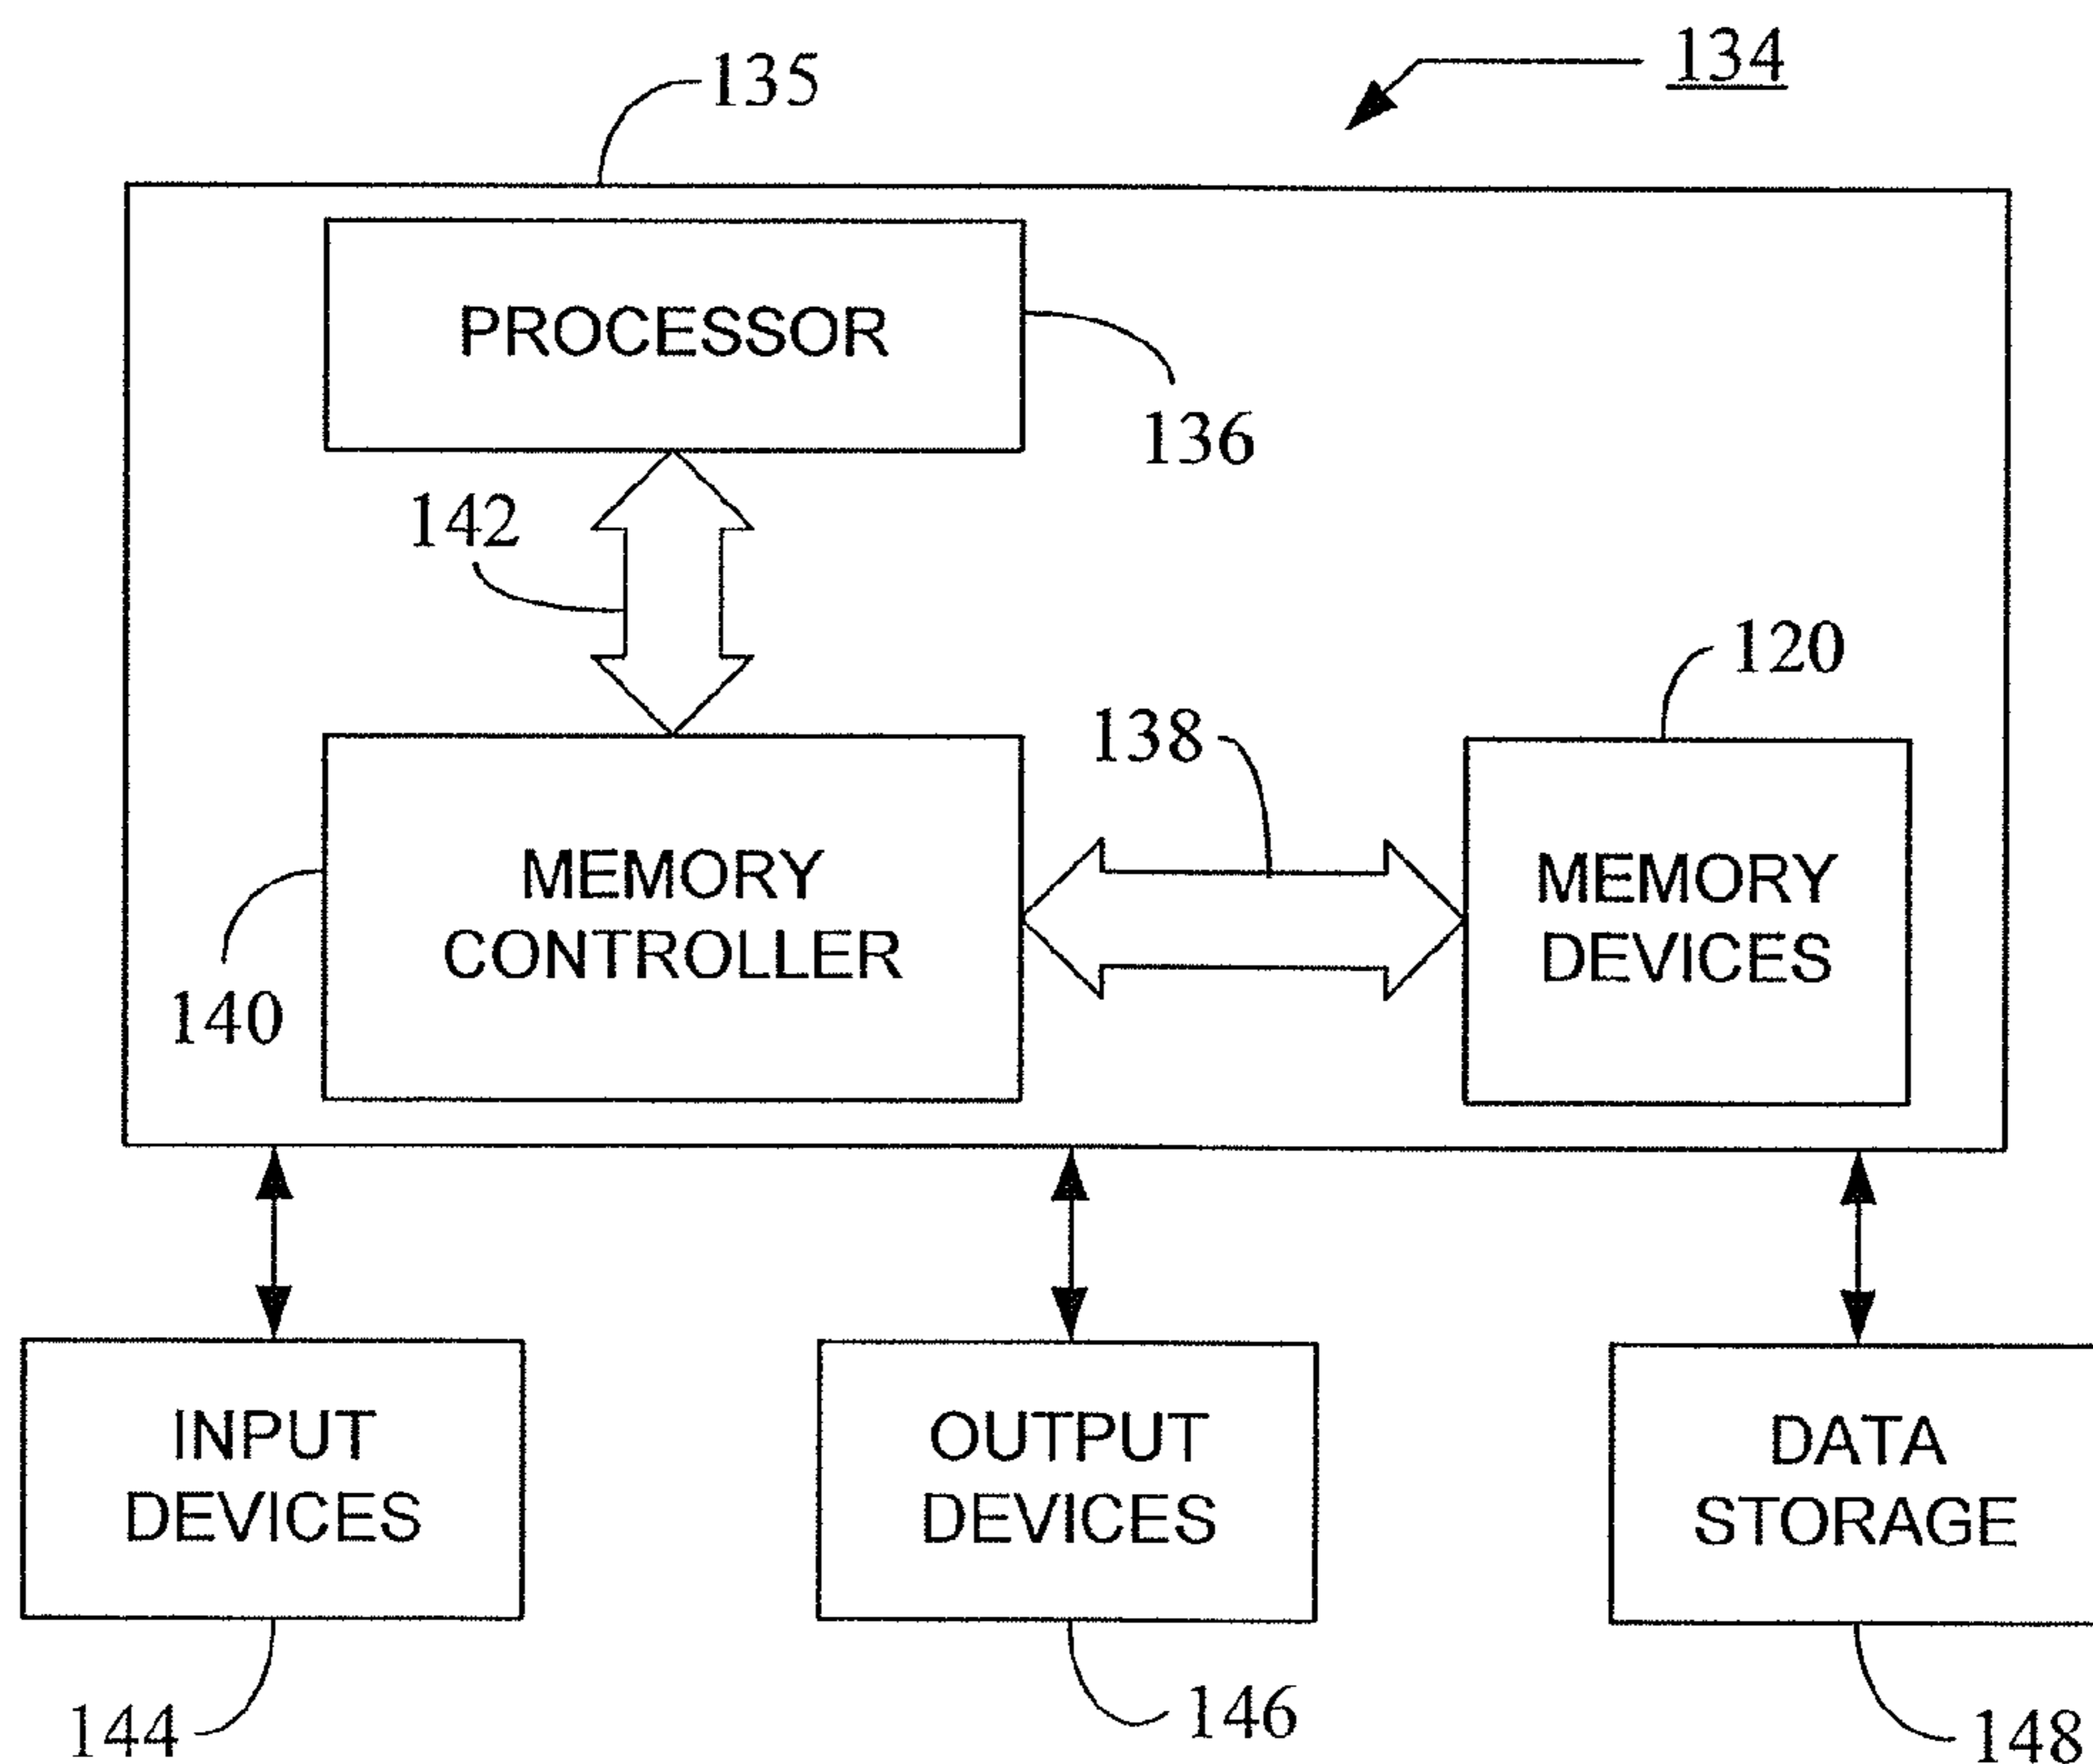 134
135
PROCESSOR
136
142
120
138
MEMORY
CONTROLLER
MEMORY
DEVICES
140
INPUT
DEVICES
OUTPUT
DEVICES
DATA
STORAGE
144
146
148